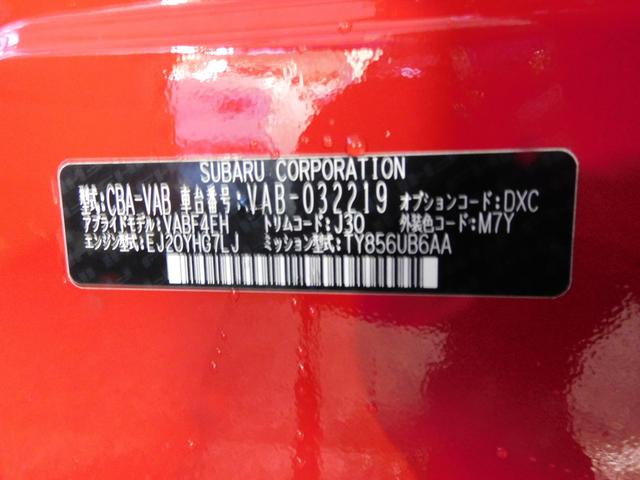 SUBARU CORPORATION
型式:CBA-VAB 車台番号:VAB-032219 オプションコード:DXC
アプライドモデル:VABF4FH トリムコード:J30 外装色コード:M7Y
エンジン型式:EJ20YHG7LJ ミッション型式:TY856UB6AA